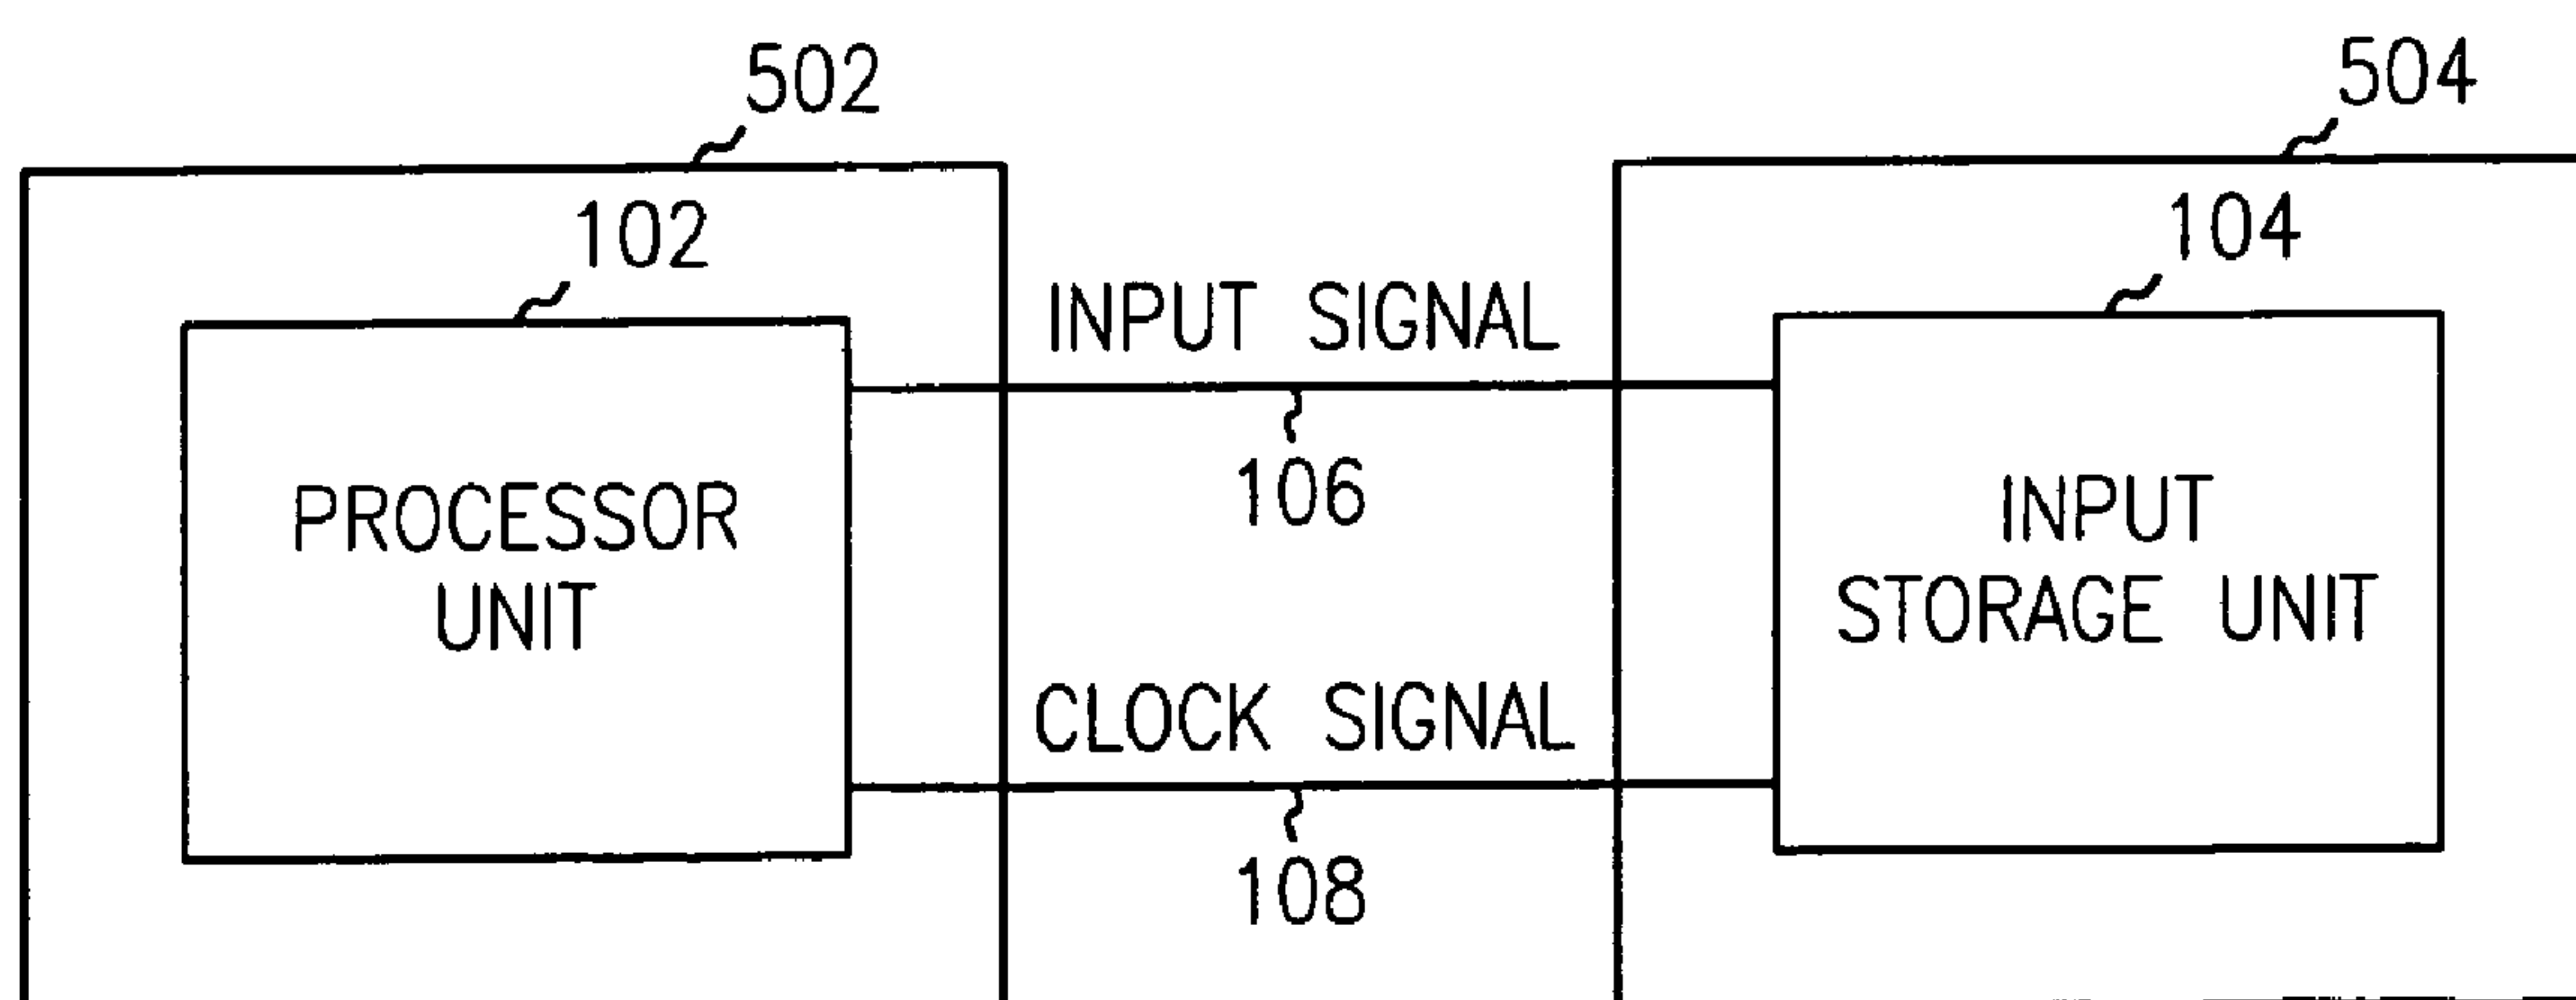 502
504
102
104
INPUT SIGNAL
106
PROCESSOR
UNIT
INPUT
STORAGE UNIT
CLOCK SIGNAL
108